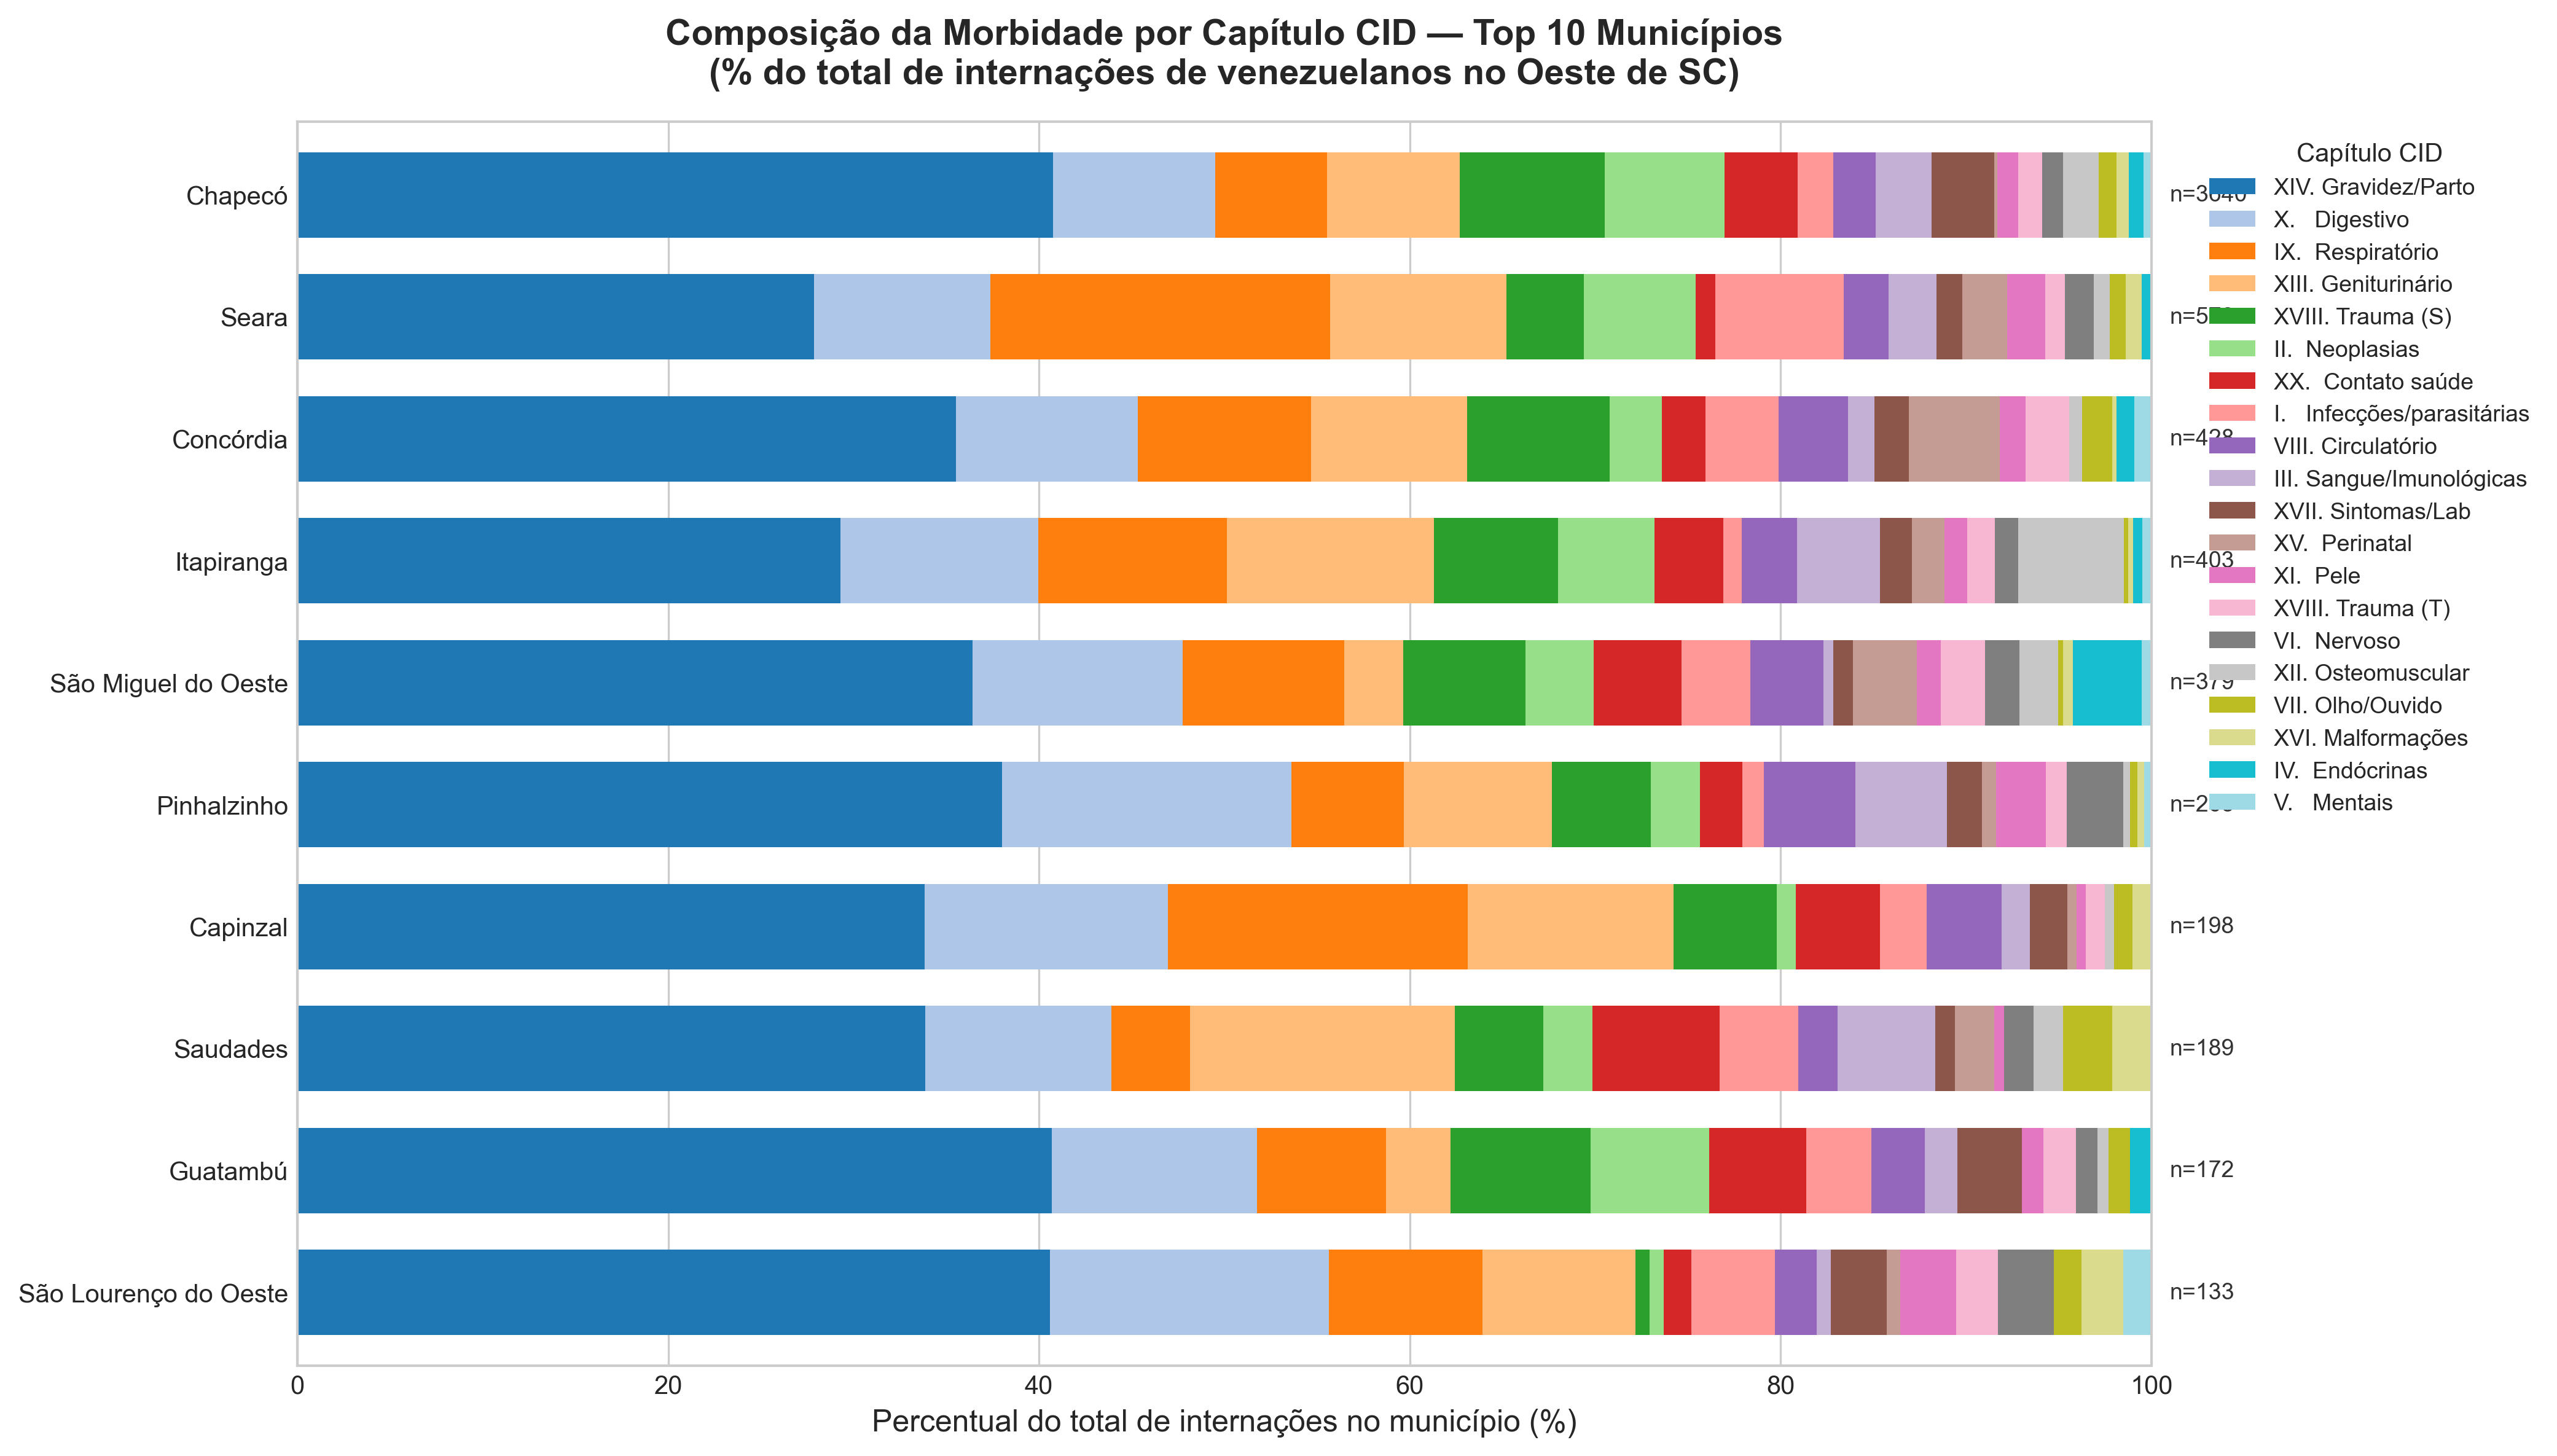 Composição da Morbidade por Capítulo CID — Top 10 Municípios
(% do total de internações de venezuelanos no Oeste de SC)
Chapecó
Seara
Concórdia
Itapiranga
São Miguel do Oeste
Pinhalzinho
Capinzal
Saudades
Guatambú
São Lourenço do Oeste
n=428
n=403
n=379
n=198
n=189
n=172
n=133
Capítulo CID
XIV. Gravidez/Parto
X. Digestivo
IX. Respiratório
XIII. Geniturinário
XVIII. Trauma (S)
II. Neoplasias
XX. Contato saúde
I. Infecções/parasitárias
VIII. Circulatório
III. Sangue/Imunológicas
XVII. Sintomas/Lab
XV. Perinatal
XI. Pele
XVIII. Trauma (T)
VI. Nervoso
XII. Osteomuscular
VII. Olho/Ouvido
XVI. Malformações
IV. Endócrinas
V. Mentais
0 20 40 60 80 100
Percentual do total de internações no município (%)